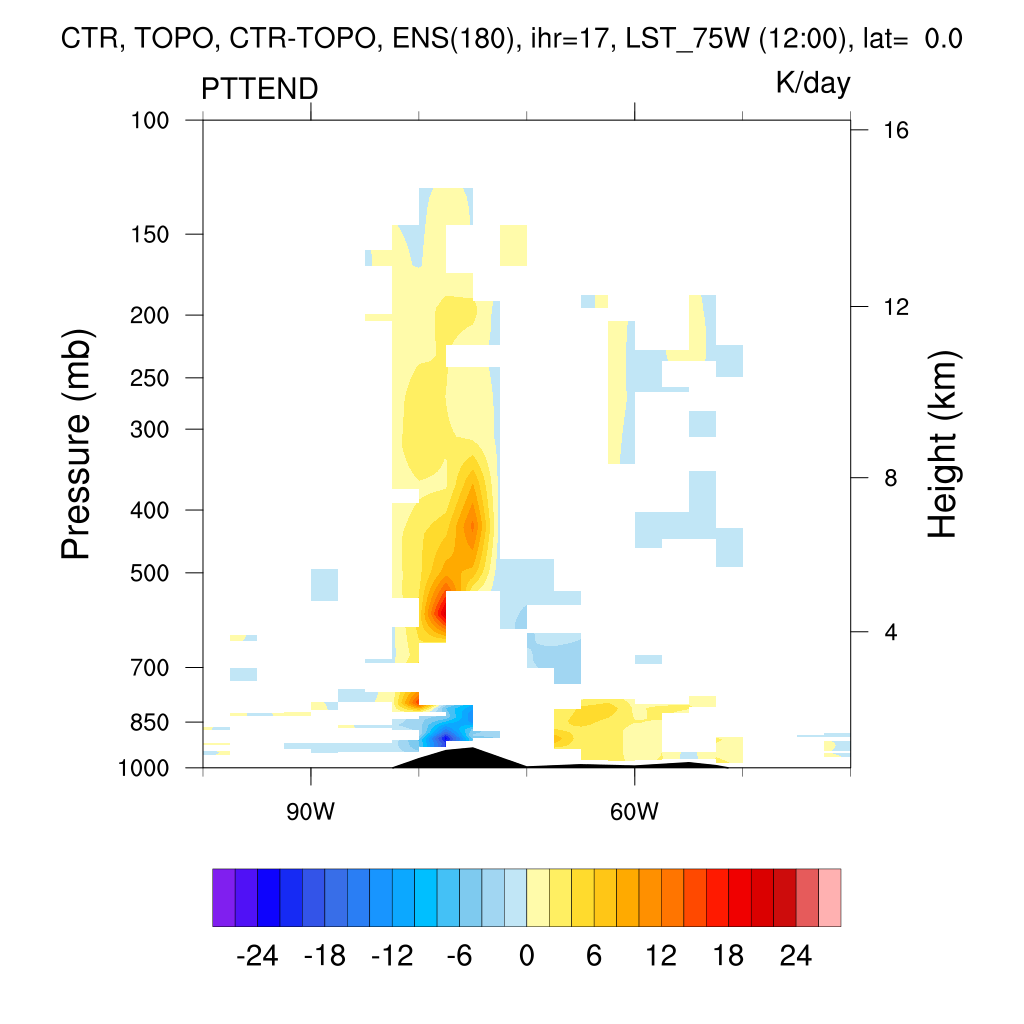 CTR, TOPO, CTR-TOPO, ENS(180), ihr=17, LST_75W (12:00), lat= 0.0
PTTEND K/day
100
150
200
250
300
400
500
700
850
1000
Pressure (mb)
16
12
8
4
Height (km)
90W 60W
-24 -18 -12 -6 0 6 12 18 24